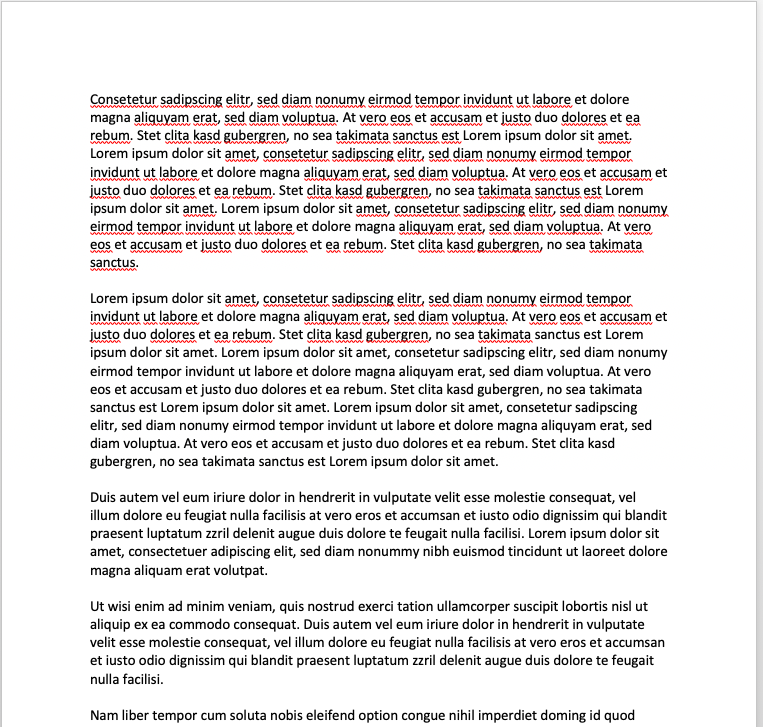 Consetetur sadipscing elitr, sed diam nonumy eirmod tempor invidunt ut labore et dolore
magna aliquyam erat, sed diam voluptua. At vero eos et accusam et justo duo dolores et ea
rebum. Stet clita kasd gubergren, no sea takimata sanctus est Lorem ipsum dolor sit amet.
Lorem ipsum dolor sit amet, consetetur sadipscing elitr, sed diam nonumy eirmod tempor
invidunt ut labore et dolore magna aliquyam erat, sed diam voluptua. At vero eos et accusam et
justo duo dolores et ea rebum. Stet clita kasd gubergren, no sea takimata sanctus est Lorem
ipsum dolor sit amet. Lorem ipsum dolor sit amet, consetetur sadipscing elitr, sed diam nonumy
eirmod tempor invidunt ut labore et dolore magna aliquyam erat, sed diam voluptua. At vero
eos et accusam et justo duo dolores et ea rebum. Stet clita kasd gubergren, no sea takimata
sanctus.
Lorem ipsum dolor sit amet, consetetur sadipscing elitr, sed diam nonumy eirmod tempor
invidunt ut labore et dolore magna aliquyam erat, sed diam voluptua. At vero eos et accusam et
justo duo dolores et ea rebum. Stet clita kasd gubergren, no sea takimata sanctus est Lorem
ipsum dolor sit amet. Lorem ipsum dolor sit amet, consetetur sadipscing elitr, sed diam nonumy
eirmod tempor invidunt ut labore et dolore magna aliquyam erat, sed diam voluptua. At vero
eos et accusam et justo duo dolores et ea rebum. Stet clita kasd gubergren, no sea takimata
sanctus est Lorem ipsum dolor sit amet. Lorem ipsum dolor sit amet, consetetur sadipscing
elitr, sed diam nonumy eirmod tempor invidunt ut labore et dolore magna aliquyam erat, sed
diam voluptua. At vero eos et accusam et justo duo dolores et ea rebum. Stet clita kasd
gubergren, no sea takimata sanctus est Lorem ipsum dolor sit amet.
Duis autem vel eum iriure dolor in hendrerit in vulputate velit esse molestie consequat, vel
illum dolore eu feugiat nulla facilisis at vero eros et accumsan et iusto odio dignissim qui blandit
praesent luptatum zzril delenit augue duis dolore te feugait nulla facilisi. Lorem ipsum dolor sit
amet, consectetuer adipiscing elit, sed diam nonummy nibh euismod tincidunt ut laoreet dolore
magna aliquam erat volutpat.
Ut wisi enim ad minim veniam, quis nostrud exerci tation ullamcorper suscipit lobortis nisl ut
aliquip ex ea commodo consequat. Duis autem vel eum iriure dolor in hendrerit in vulputate
velit esse molestie consequat, vel illum dolore eu feugiat nulla facilisis at vero eros et accumsan
et iusto odio dignissim qui blandit praesent luptatum zzril delenit augue duis dolore te feugait
nulla facilisi.
Nam liber tempor cum soluta nobis eleifend option congue nihil imperdiet doming id quod